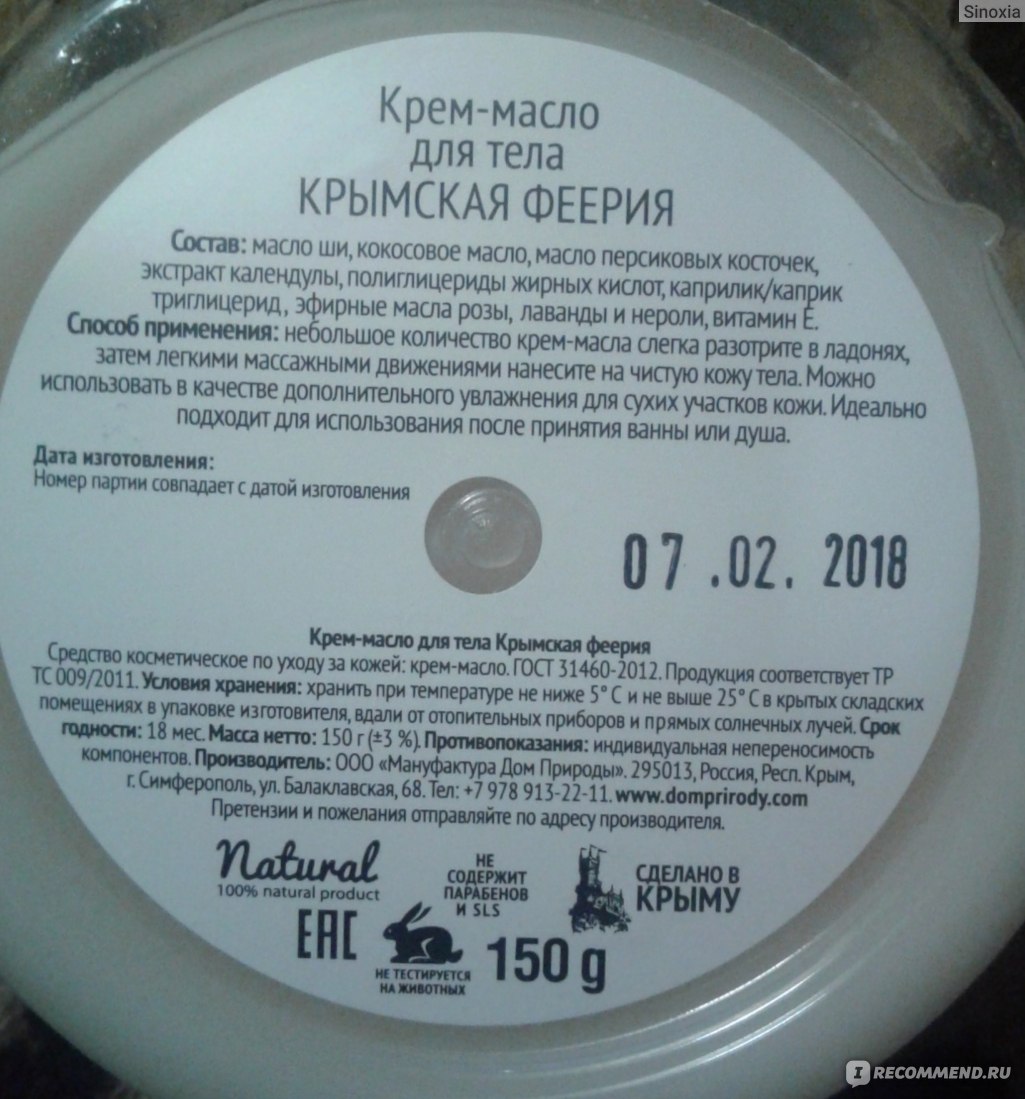 Sinoxia
Крем-масло
для тела
КРЫМСКАЯ ФЕЕРИЯ
Состав: масло ши, кокосовое масло, масло персиковых косточек,
экстракт календулы, полиглицериды жирных кислот, каприлик/каприк
триглицерид, эфирные масла розы, лаванды и нероли, витамин Е.
Способ применения: небольшое количество крем-масла слегка разотрите в ладонях,
затем легкими массажными движениями нанесите на чистую кожу тела. Можно
использовать в качестве дополнительного увлажнения для сухих участков кожи. Идеально
подходит для использования после принятия ванны или душа.
Дата изготовления:
Номер партии совпадает с датой изготовления
07.02.2018
Крем-масло для тела Крымская феерия
Средство косметическое по уходу за кожей: крем-масло. ГОСТ 31460-2012. Продукция соответствует ТР
ТС 009/2011. Условия хранения: хранить при температуре не ниже 5° С и не выше 25° С в крытых складских
помещениях в упаковке изготовителя, вдали от отопительных приборов и прямых солнечных лучей. Срок
годности: 18 мес. Масса нетто: 150 г (±3 %). Противопоказания: индивидуальная непереносимость
компонентов. Производитель: ООО «Мануфактура Дом Природы». 295013, Россия, Респ. Крым,
г. Симферополь, ул. Балаклавская, 68. Тел: +7 978 913-22-11. www.domprirody.com
Претензии и пожелания отправляйте по адресу производителя.
Natural
100% natural product
НЕ
СОДЕРЖИТ
ПАРАБЕНОВ
И SLS
СДЕЛАНО В
КРЫМУ
EAC
НЕ ТЕСТИРУЕТСЯ
НА ЖИВОТНЫХ
150 g
IRECOMMEND.RU